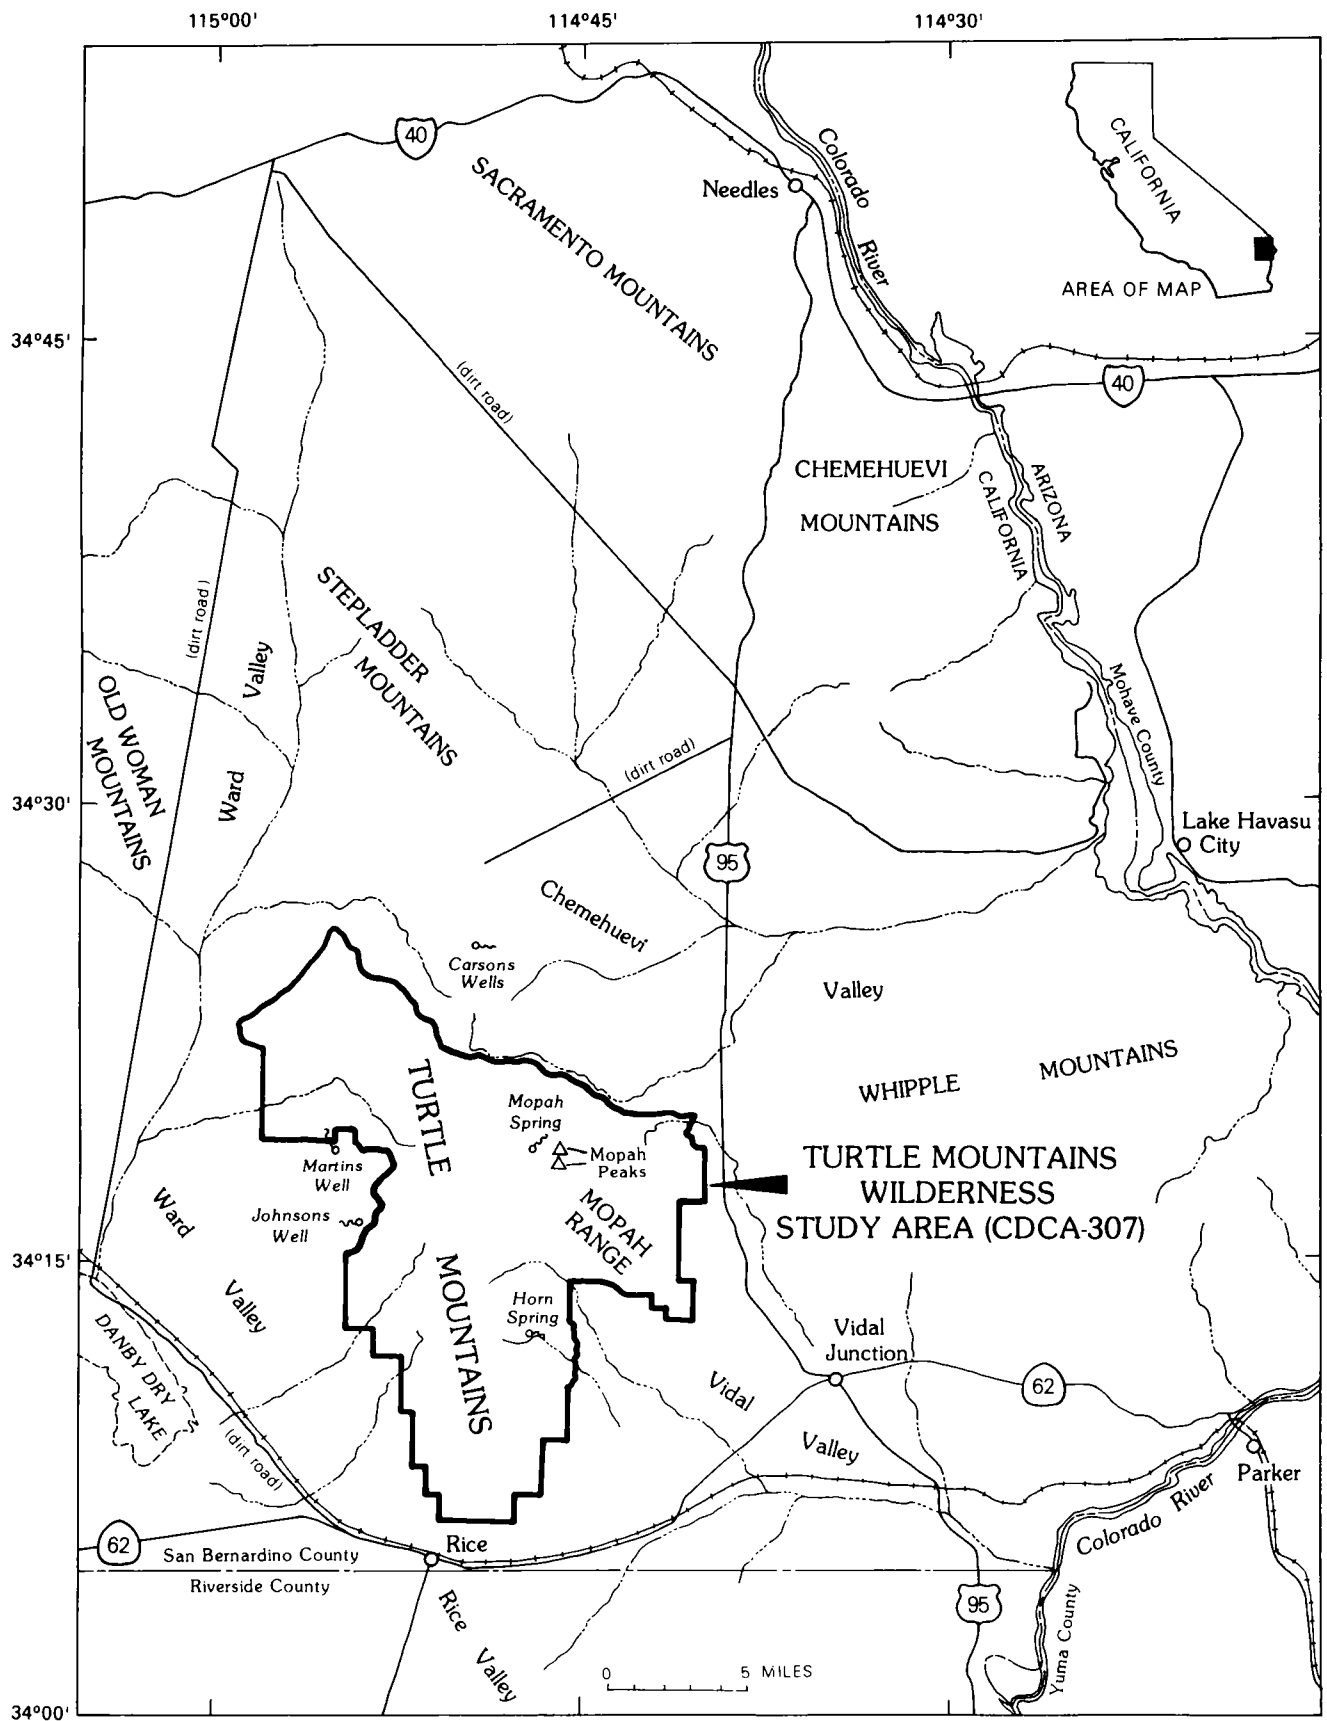 115°00'
114°45'
114°30'
40
SACRAMENTO MOUNTAINS
Needles
Colorado
River
CALIFORNIA
AREA OF MAP
34°45'
(dirt road)
40
CHEMEHUEVI
MOUNTAINS
ARIZONA
CALIFORNIA
(dirt road)
STEPLADDER
MOUNTAINS
Valley
Ward
OLD WOMAN
MOUNTAINS
Mohave County
(dirt road)
34°30'
Lake Havasu
City
95
Chemehuevi
Carsons
Wells
Valley
WHIPPLE
MOUNTAINS
TURTLE
Mopah
Spring
Mopah
Peaks
Martins
Well
TURTLE MOUNTAINS
WILDERNESS
STUDY AREA (CDCA-307)
Ward
Johnsons
Well
MOPAH
RANGE
34°15'
Valley
MOUNTAINS
Horn
Spring
DANBY DRY
LAKE
Vidal
Junction
Vidal
62
Valley
(dirt road)
Parker
Colorado River
62
Rice
San Bernardino County
Riverside County
Rice
Valley
95
Yuma County
0 5 MILES
34°00'